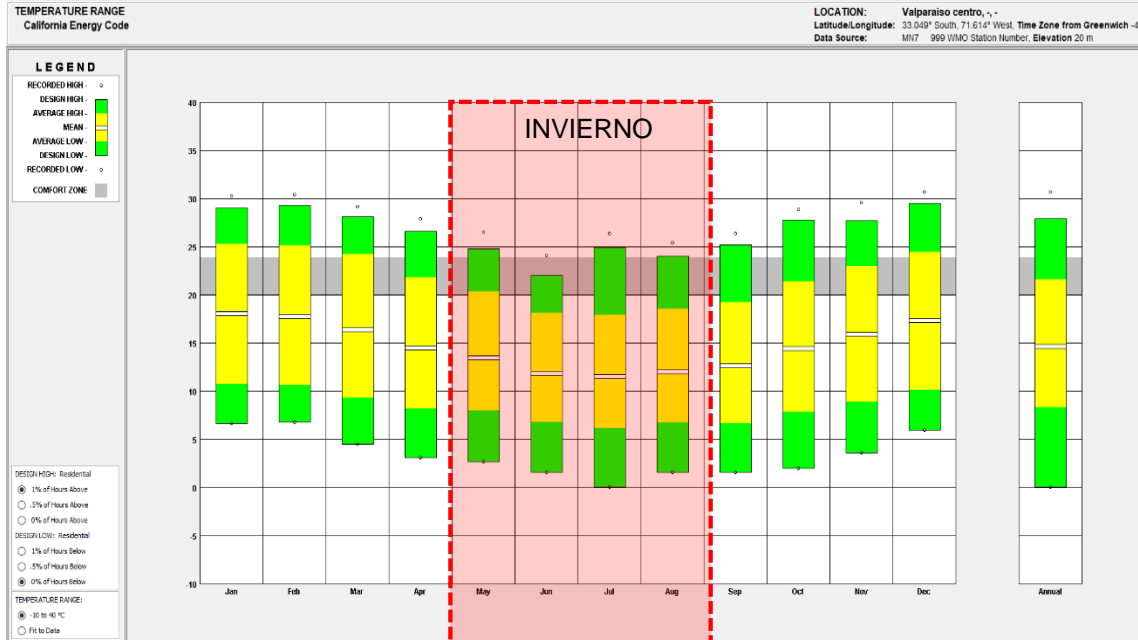 TEMPERATURE RANGE
California Energy Code
LOCATION: Valparaiso centro, -, -
Latitude/Longitude: 33.049° South, 71.614° West, Time Zone from Greenwich -4
Data Source: MN7 999 WMO Station Number, Elevation 20 m
LEGEND
RECORDED HIGH -
DESIGN HIGH -
AVERAGE HIGH -
MEAN -
AVERAGE LOW -
DESIGN LOW -
RECORDED LOW -
COMFORT ZONE
INVIERNO
40
35
30
25
20
15
10
5
0
-5
-10
Jan Feb Mar Apr May Jun Jul Aug Sep Oct Nov Dec Annual
DESIGN HIGH: Residential
1% of Hours Above
.5% of Hours Above
0% of Hours Above
DESIGN LOW: Residential
1% of Hours Below
.5% of Hours Below
0% of Hours Below
TEMPERATURE RANGE:
-10 to 40 °C
Fit to Data